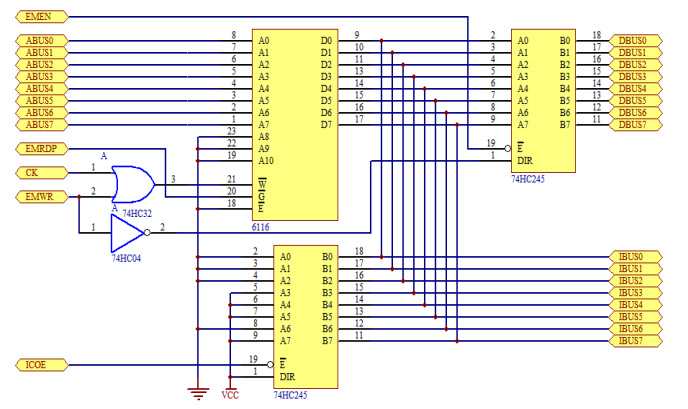 EMEN
ABUS0 8 A0 D0 9 2 A0 B0 18 DBUS0
ABUS1 7 A1 D1 10 3 A1 B1 17 DBUS1
ABUS2 6 A2 D2 11 4 A2 B2 16 DBUS2
ABUS3 5 A3 D3 13 5 A3 B3 15 DBUS3
ABUS4 4 A4 D4 14 6 A4 B4 14 DBUS4
ABUS5 3 A5 D5 15 7 A5 B5 13 DBUS5
ABUS6 2 A6 D6 16 8 A6 B6 12 DBUS6
ABUS7 1 A7 D7 17 9 A7 B7 11 DBUS7
23 A8
EMRDP 22 A9 19 E
A 19 A10 1 DIR
CK 1 3 21 W 74HC245
EMWR 2 20 G
74HC32 18 E
A
1 2 6116
74HC04
2 A0 B0 18 IBUS0
3 A1 B1 17 IBUS1
4 A2 B2 16 IBUS2
5 A3 B3 15 IBUS3
6 A4 B4 14 IBUS4
7 A5 B5 13 IBUS5
8 A6 B6 12 IBUS6
9 A7 B7 11 IBUS7
ICOE 19 E
1 DIR
VCC 74HC245